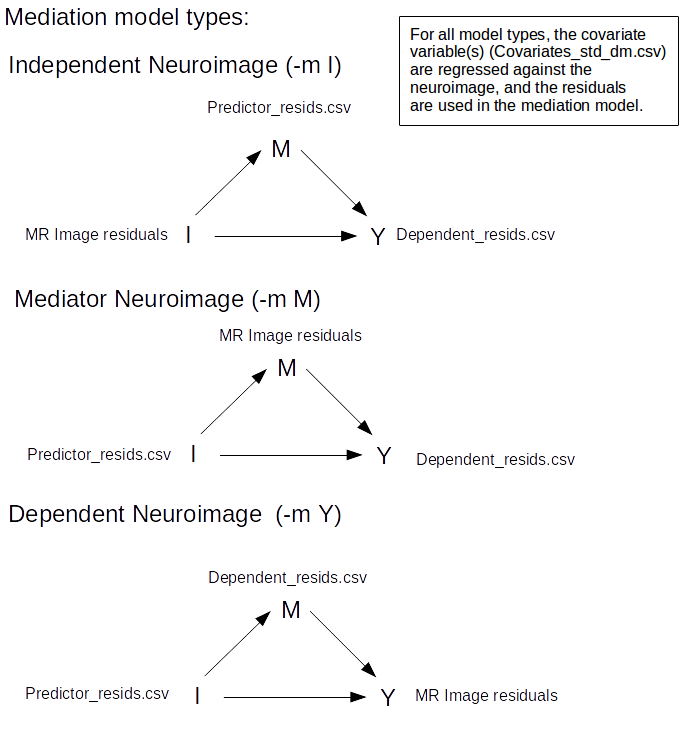 Mediation model types:
For all model types, the covariate
variable(s) (Covariates_std_dm.csv)
are regressed against the
neuroimage, and the residuals
are used in the mediation model.
Independent Neuroimage (-m I)
Predictor_resids.csv
M
MR Image residuals I
Y Dependent_resids.csv
Mediator Neuroimage (-m M)
MR Image residuals
M
Predictor_resids.csv I
Y Dependent_resids.csv
Dependent Neuroimage (-m Y)
Dependent_resids.csv
M
Predictor_resids.csv I
Y MR Image residuals